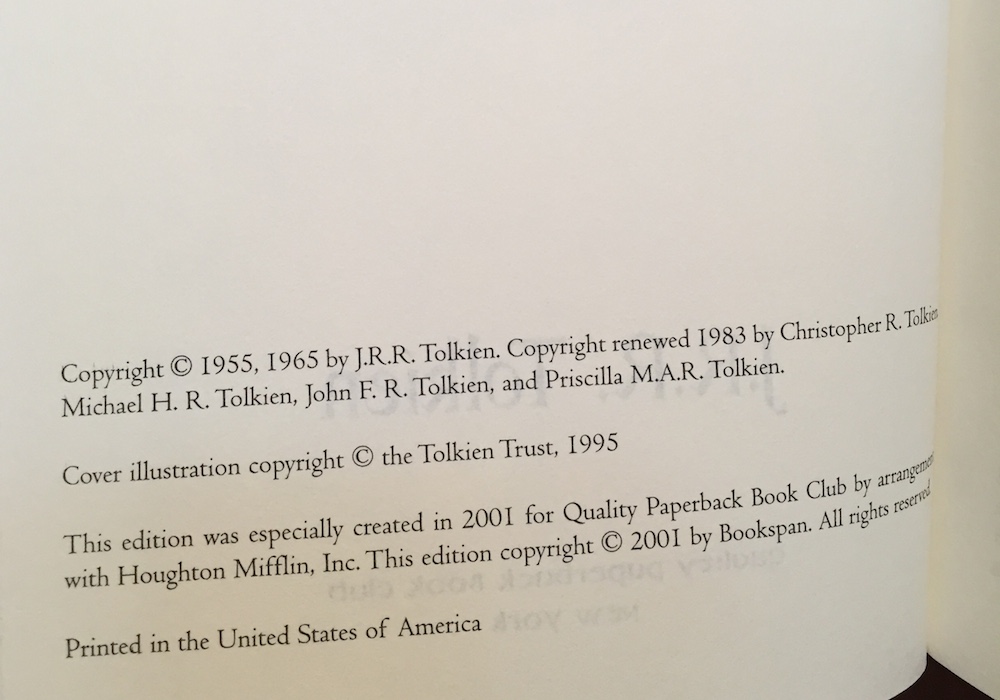 Copyright © 1955, 1965 by J.R.R. Tolkien. Copyright renewed 1983 by Christopher R. Tolkien
Michael H. R. Tolkien, John F. R. Tolkien, and Priscilla M.A.R. Tolkien.
Cover illustration copyright © the Tolkien Trust, 1995
This edition was especially created in 2001 for Quality Paperback Book Club by arrangement
with Houghton Mifflin, Inc. This edition copyright © 2001 by Bookspan. All rights reserved
Printed in the United States of America